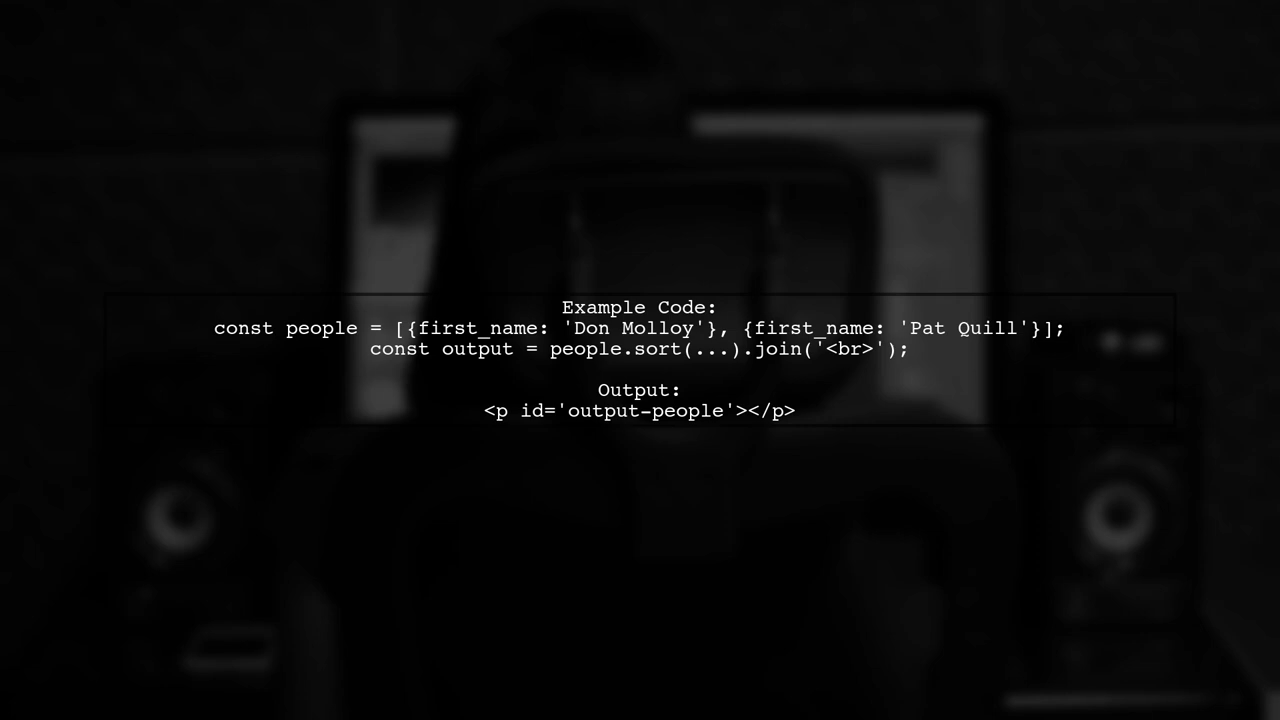 Example Code:
const people = [{first_name: 'Don Molloy'}, {first_name: 'Pat Quill'}];
const output = people.sort(...).join('<br>');
Output:
<p id='output-people'></p>